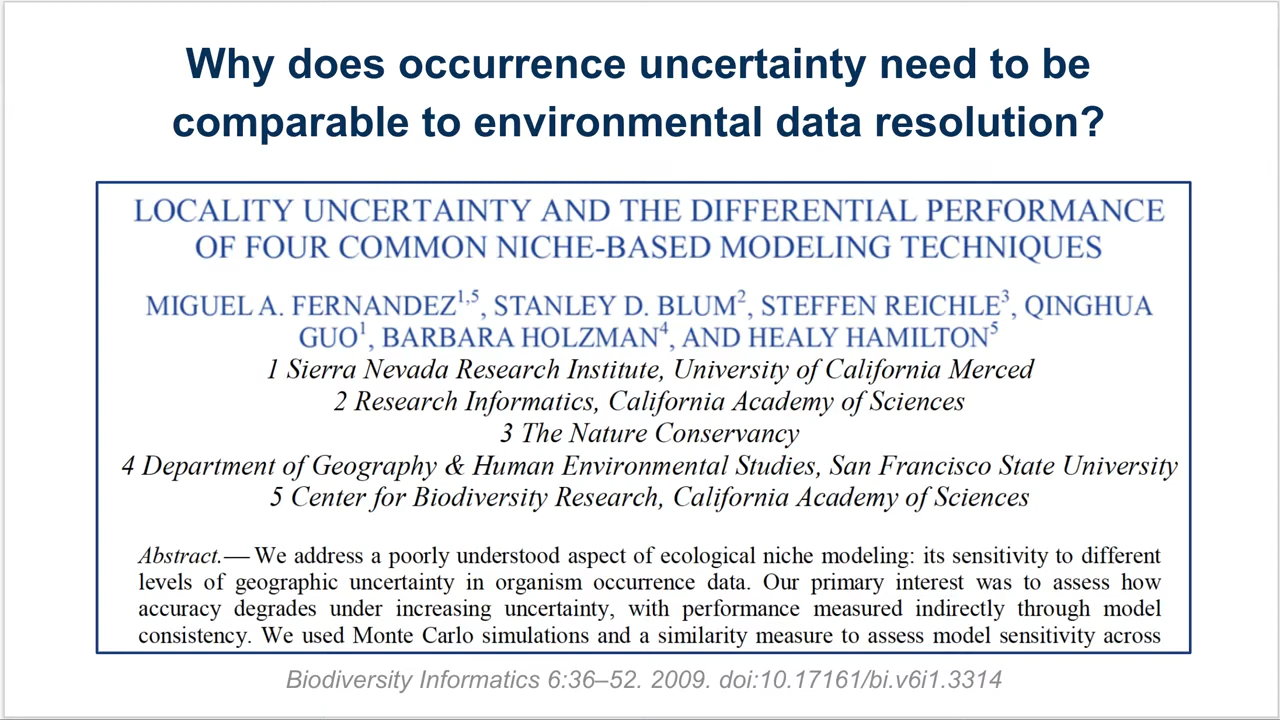 Why does occurrence uncertainty need to be
comparable to environmental data resolution?
LOCALITY UNCERTAINTY AND THE DIFFERENTIAL PERFORMANCE
OF FOUR COMMON NICHE-BASED MODELING TECHNIQUES
MIGUEL A. FERNANDEZ1,5, STANLEY D. BLUM2, STEFFEN REICHLE3, QINGHUA
GUO1, BARBARA HOLZMAN4, AND HEALY HAMILTON5
1 Sierra Nevada Research Institute, University of California Merced
2 Research Informatics, California Academy of Sciences
3 The Nature Conservancy
4 Department of Geography & Human Environmental Studies, San Francisco State University
5 Center for Biodiversity Research, California Academy of Sciences
Abstract.— We address a poorly understood aspect of ecological niche modeling: its sensitivity to different
levels of geographic uncertainty in organism occurrence data. Our primary interest was to assess how
accuracy degrades under increasing uncertainty, with performance measured indirectly through model
consistency. We used Monte Carlo simulations and a similarity measure to assess model sensitivity across
Biodiversity Informatics 6:36–52. 2009. doi:10.17161/bi.v6i1.3314